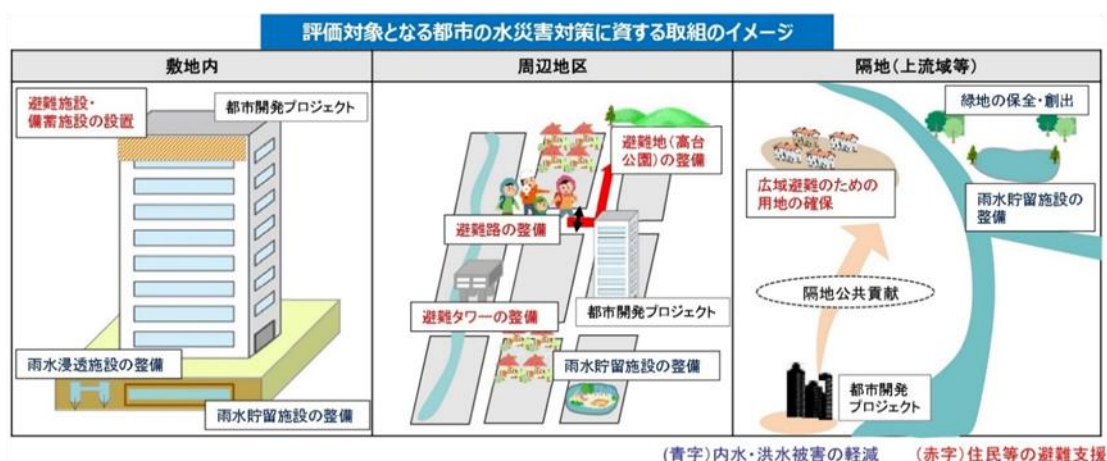 評価対象となる都市の水災害対策に資する取組のイメージ
敷地内
避難施設・
備蓄施設の設置
都市開発プロジェクト
雨水浸透施設の整備
雨水貯留施設の整備
周辺地区
避難地(高台
公園)の整備
避難路の整備
避難タワーの整備
都市開発プロジェクト
雨水貯留施設の整備
隔地(上流域等)
緑地の保全・創出
広域避難のための
用地の確保
雨水貯留施設の
整備
隔地公共貢献
都市開発
プロジェクト
(青字)内水・洪水被害の軽減 (赤字)住民等の避難支援